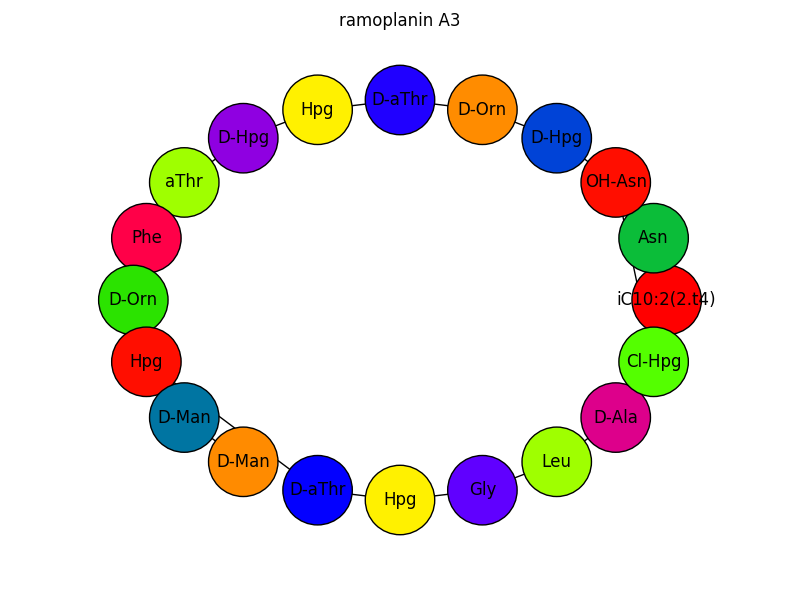 ramoplanin A3
D-aThr
Hpg
D-Orn
D-Hpg
D-Hpg
aThr
OH-Asn
Phe
Asn
D-Orn
iC10:2(2.t4)
Hpg
Cl-Hpg
D-Man
D-Ala
D-Man
Leu
D-aThr
Hpg
Gly